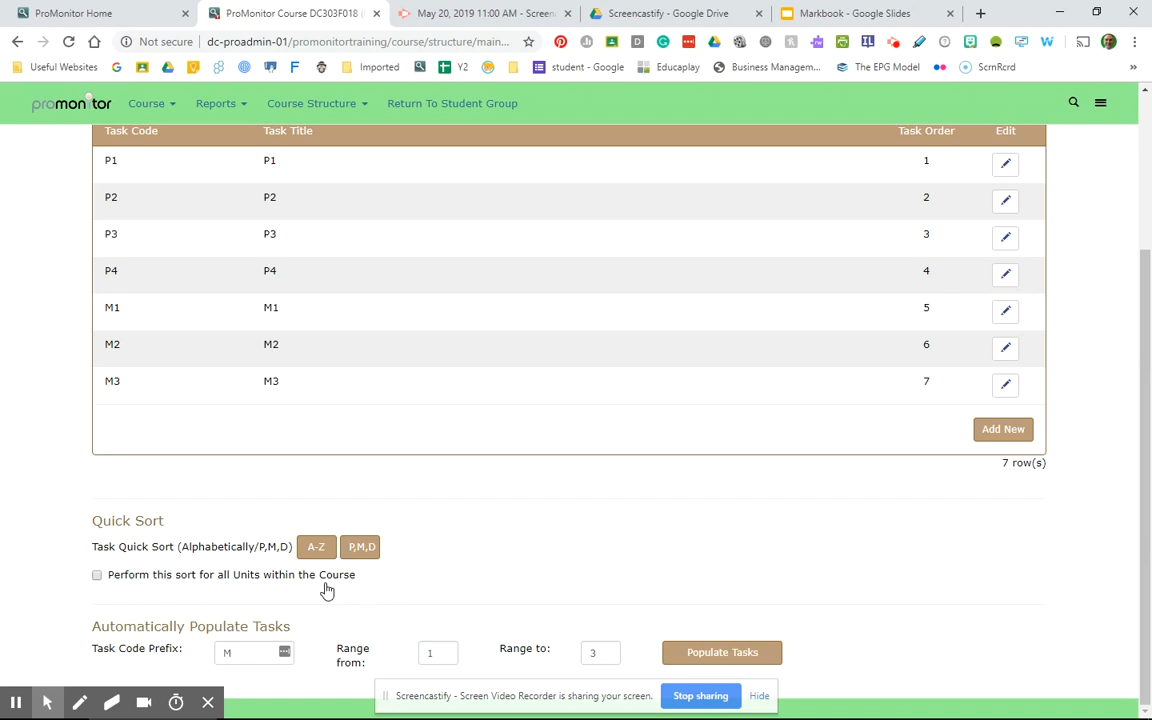 ProMonitor Home
ProMonitor Course DC303F018 (
May 20, 2019 11:00 AM - Screen
Screencastify - Google Drive
Markbook - Google Slides
Not secure
dc-proadmin-01/promonitortraining/course/structure/main...
Useful Websites
Imported
Y2
student - Google
Educaplay
Business Managem...
The EPG Model
ScrnRcrd
»
promonitor
Course
Reports
Course Structure
Return To Student Group
Task Code
Task Title
Task Order
Edit
P1
P1
1
P2
P2
2
P3
P3
3
P4
P4
4
M1
M1
5
M2
M2
6
M3
M3
7
Add New
7 row(s)
Quick Sort
Task Quick Sort (Alphabetically/P,M,D)
A-Z
P,M,D
Perform this sort for all Units within the Course
Automatically Populate Tasks
Task Code Prefix:
M
Range
from:
1
Range to:
3
Populate Tasks
Screencastify - Screen Video Recorder is sharing your screen.
Stop sharing
Hide